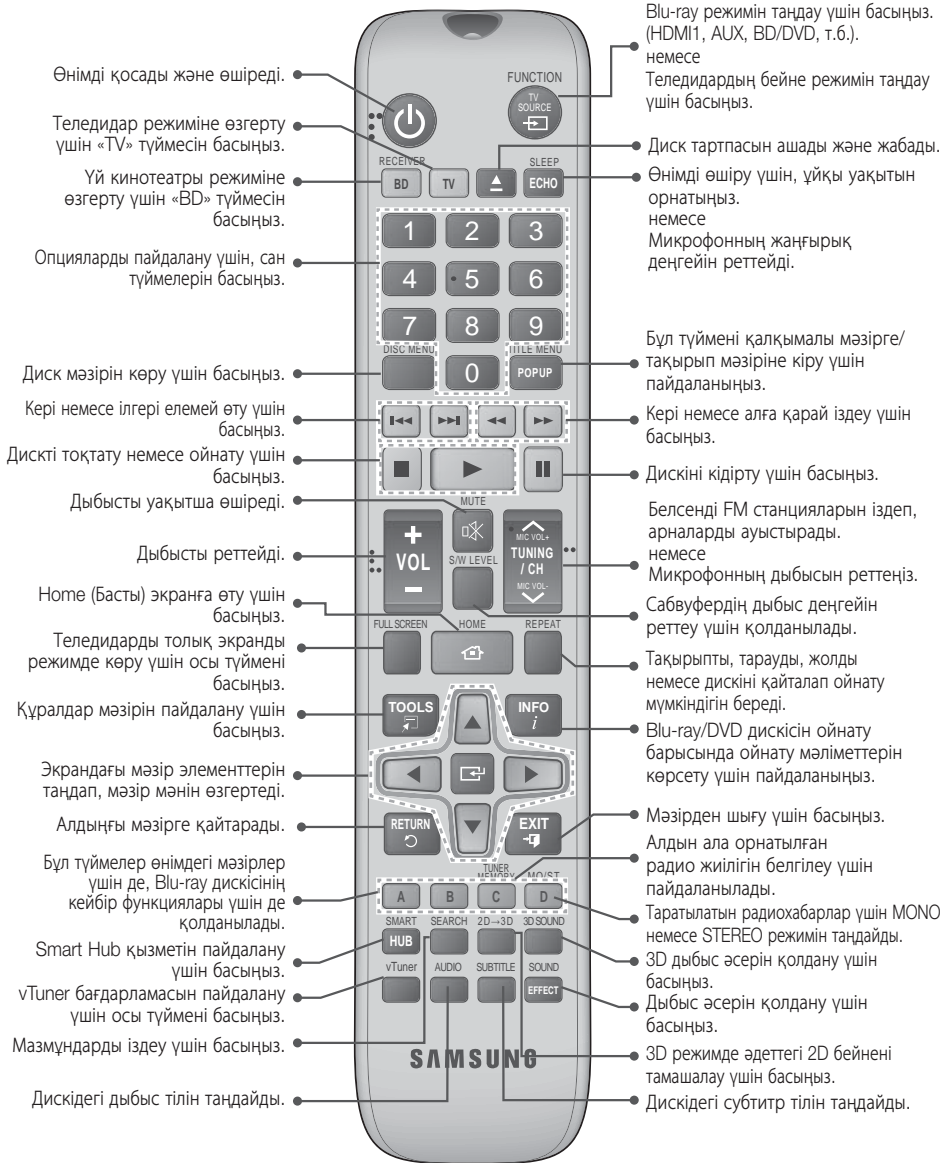 Өнімді қосады және өшіреді.
Теледидар режиміне өзгерту
үшін «TV» түймесін басыңыз.
Үй кинотеатры режиміне
өзгерту үшін «BD» түймесін
басыңыз.
Опцияларды пайдалану үшін, сан
түймелерін басыңыз.
Диск мәзірін көру үшін басыңыз.
Кері немесе ілгері елемей өту үшін
басыңыз.
Дискті тоқтату немесе ойнату үшін
басыңыз.
Дыбысты уақытша өшіреді.
Дыбысты реттейді.
Home (Басты) экранға өту үшін
басыңыз.
Теледидарды толық экранды
режимде көру үшін осы түймені
басыңыз.
Құралдар мәзірін пайдалану үшін
басыңыз.
Экрандағы мәзір элементтерін
таңдап, мәзір мәнін өзгертеді.
Алдыңғы мәзірге қайтарады.
Бұл түймелер өнімдегі мәзірлер
үшін де, Blu-ray дискісінің
кейбір функциялары үшін де
қолданылады.
Smart Hub қызметін пайдалану
үшін басыңыз.
vTuner бағдарламасын пайдалану
үшін осы түймені басыңыз.
Мазмұндарды іздеу үшін басыңыз.
Дискідегі дыбыс тілін таңдайды.
FUNCTION
TV
SOURCE
RECEIVER
SLEEP
BD
TV
ECHO
1 2 3
4 5 6
7 8 9
DISC MENU
TITLE MENU
0
POPUP
MUTE
+
VOL
−
MIC VOL+
TUNING
/ CH
MIC VOL-
S/W LEVEL
FULL SCREEN
HOME
REPEAT
TOOLS
INFO
i
RETURN
EXIT
TUNER
MEMORY
MO/ST
A B C D
SMART
SEARCH
2D→3D
3D SOUND
HUB
vTuner
AUDIO
SUBTITLE
SOUND
EFFECT
SAMSUNG
Blu-ray режимін таңдау үшін басыңыз.
(HDMI1, AUX, BD/DVD, т.б.).
немесе
Теледидардың бейне режимін таңдау
үшін басыңыз.
Диск тартпасын ашады және жабады.
Өнімді өшіру үшін, ұйқы уақытын
орнатыңыз.
немесе
Микрофонның жаңғырық
деңгейін реттейді.
Бұл түймені қалқымалы мәзірге/
тақырып мәзіріне кіру үшін
пайдаланыңыз.
Кері немесе алға қарай іздеу үшін
басыңыз.
Дискіні кідірту үшін басыңыз.
Белсенді FM станцияларын іздеп,
арналарды ауыстырады.
немесе
Микрофонның дыбысын реттеңіз.
Сабвуфердің дыбыс деңгейін
реттеу үшін қолданылады.
Тақырыпты, тарауды, жолды
немесе дискіні қайталап ойнату
мүмкіндігін береді.
Blu-ray/DVD дискісін ойнату
барысында ойнату мәліметтерін
көрсету үшін пайдаланыңыз.
Мәзірден шығу үшін басыңыз.
Алдын ала орнатылған
радио жиілігін белгілеу үшін
пайдаланылады.
Таратылатын радиохабарлар үшін MONO
немесе STEREO режимін таңдайды.
3D дыбыс әсерін қолдану үшін
басыңыз.
Дыбыс әсерін қолдану үшін
басыңыз.
3D режимде әдеттегі 2D бейнені
тамашалау үшін басыңыз.
Дискідегі субтитр тілін таңдайды.